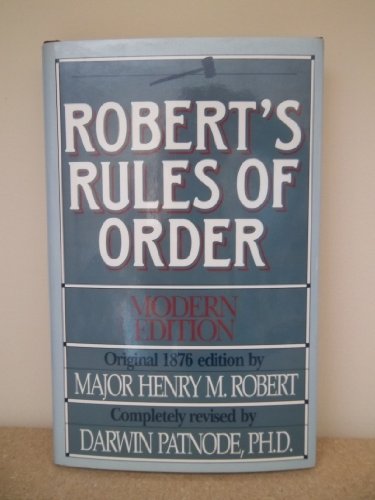 ROBERT'S
RULES OF
ORDER
MODERN
EDITION
Original 1876 edition by
MAJOR HENRY M. ROBERT
Completely revised by
DARWIN PATNODE, PH.D.